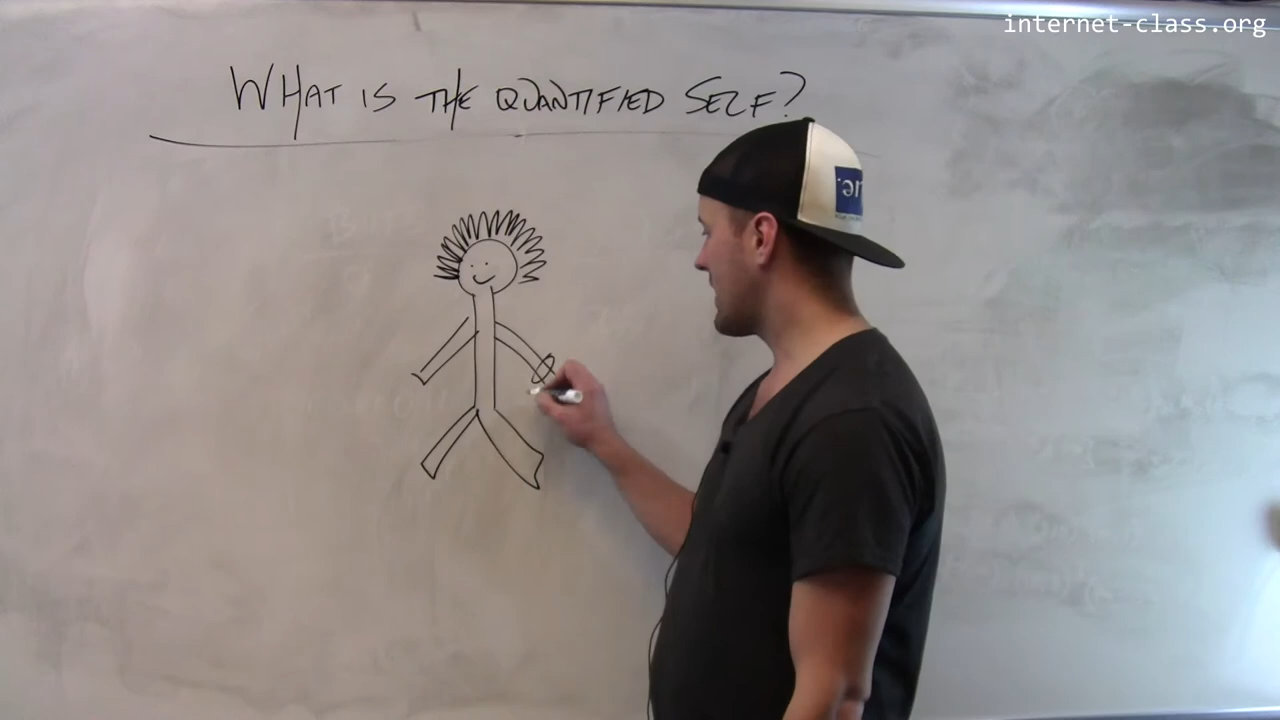 internet-class.org
WHAT IS THE QUANTIFIED SELF?